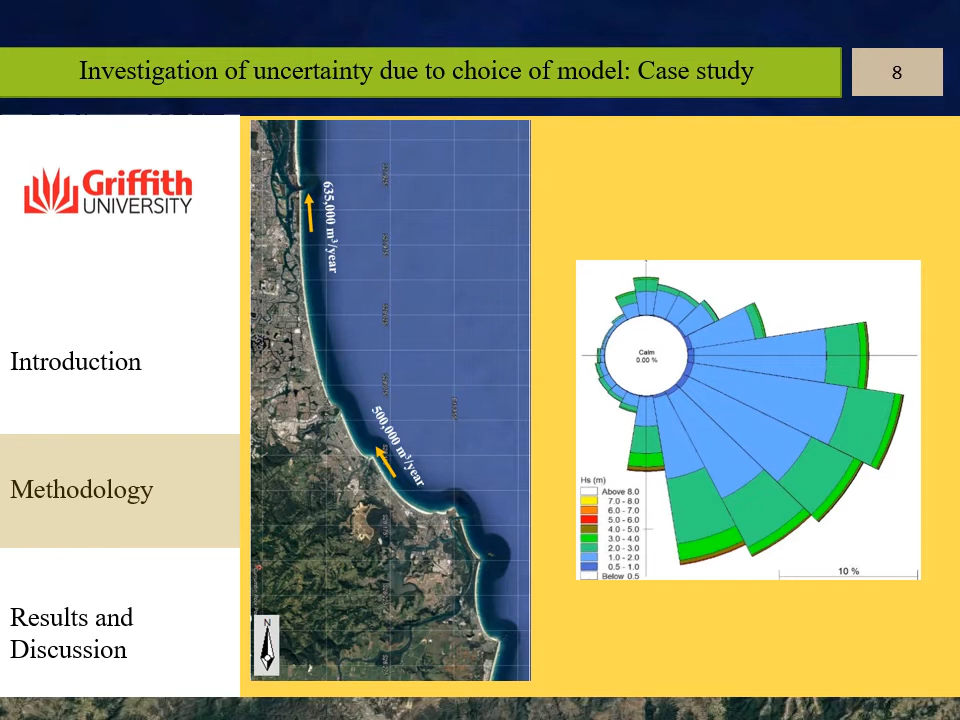 Investigation of uncertainty due to choice of model: Case study
8
Griffith
UNIVERSITY
Introduction
Methodology
Results and
Discussion
635,000 m³/year
500,000 m³/year
N
Calm
0.00 %
Hs (m)
Above 8.0
7.0 - 8.0
6.0 - 7.0
5.0 - 6.0
4.0 - 5.0
3.0 - 4.0
2.0 - 3.0
1.0 - 2.0
0.5 - 1.0
Below 0.5
10 %